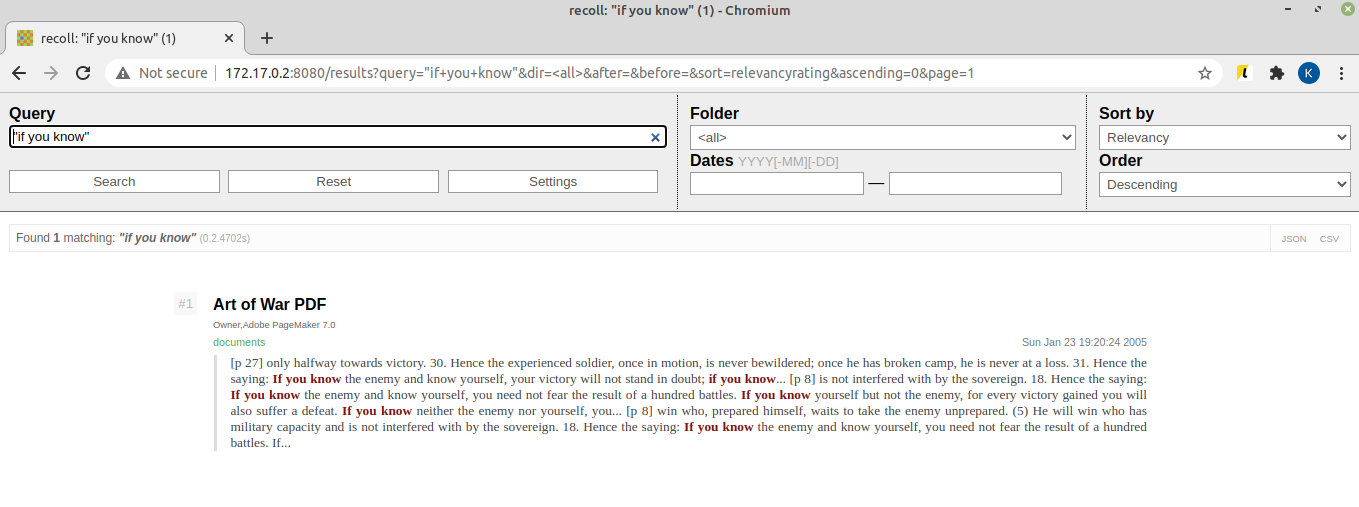 recoll: "if you know" (1) - Chromium
recoll: "if you know" (1)
Not secure 172.17.0.2:8080/results?query="if+you+know"&dir=<all>&after=&before=&sort=relevancyrating&ascending=0&page=1
K
Query
"if you know"
Search Reset Settings
Folder
<all>
Dates YYYY[-MM][-DD]
—
Sort by
Relevancy
Order
Descending
Found 1 matching: "if you know" (0.2.4702s)
JSON CSV
#1 Art of War PDF
Owner,Adobe PageMaker 7.0
documents Sun Jan 23 19:20:24 2005
[p 27] only halfway towards victory. 30. Hence the experienced soldier, once in motion, is never bewildered; once he has broken camp, he is never at a loss. 31. Hence the
saying: If you know the enemy and know yourself, your victory will not stand in doubt; if you know... [p 8] is not interfered with by the sovereign. 18. Hence the saying:
If you know the enemy and know yourself, you need not fear the result of a hundred battles. If you know yourself but not the enemy, for every victory gained you will
also suffer a defeat. If you know neither the enemy nor yourself, you... [p 8] win who, prepared himself, waits to take the enemy unprepared. (5) He will win who has
military capacity and is not interfered with by the sovereign. 18. Hence the saying: If you know the enemy and know yourself, you need not fear the result of a hundred
battles. If...